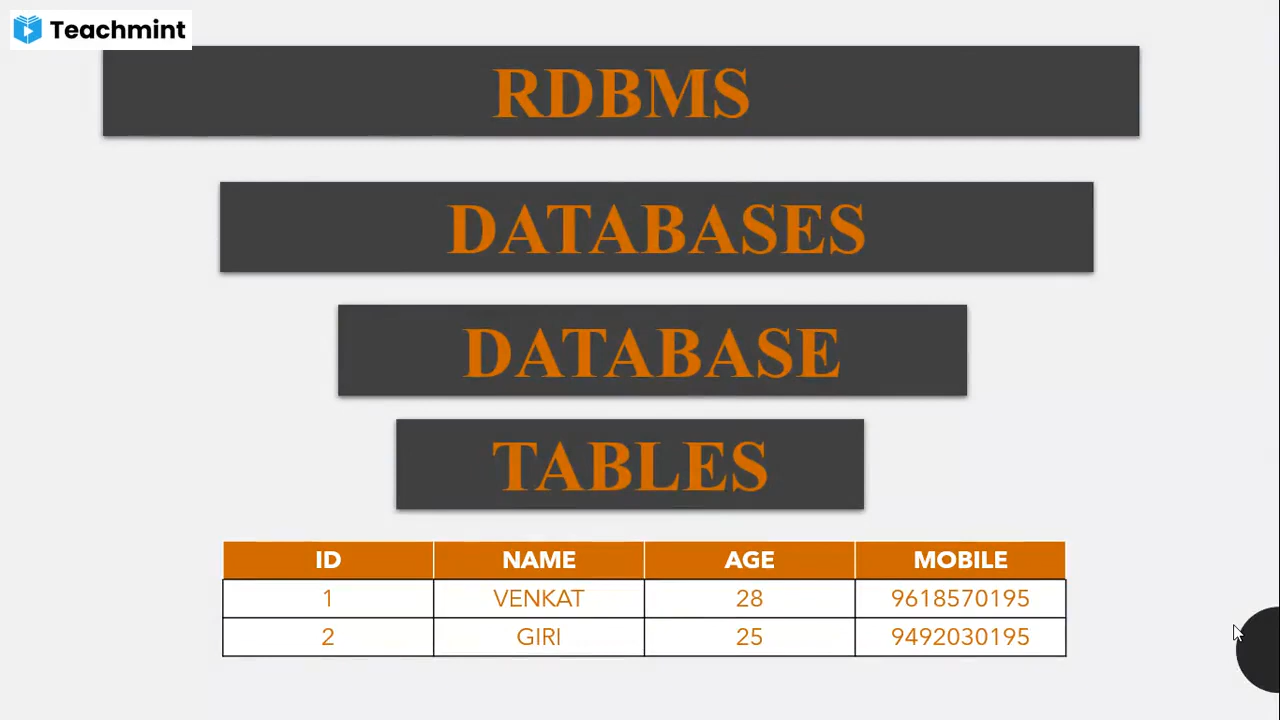 Teachmint
RDBMS
DATABASES
DATABASE
TABLES
ID NAME AGE MOBILE
1 VENKAT 28 9618570195
2 GIRI 25 9492030195